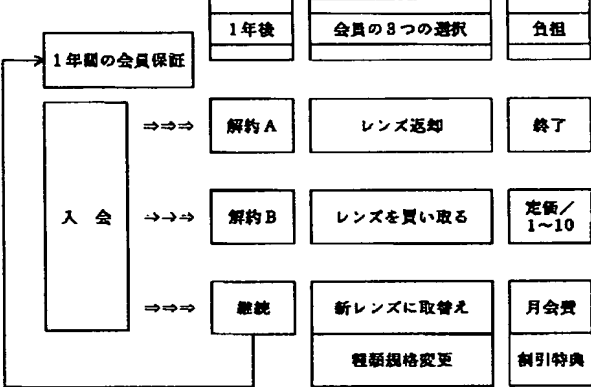 1年後 会員の3つの選択 負担
1年間の会員保証
⇒⇒⇒ 解約A レンズ返却 終了
入 会 →→→ 解約B レンズを買い取る 定価/
1~10
⇒⇒⇒ 継続 新レンズに取替え 月会費
種類規格変更 割引特典